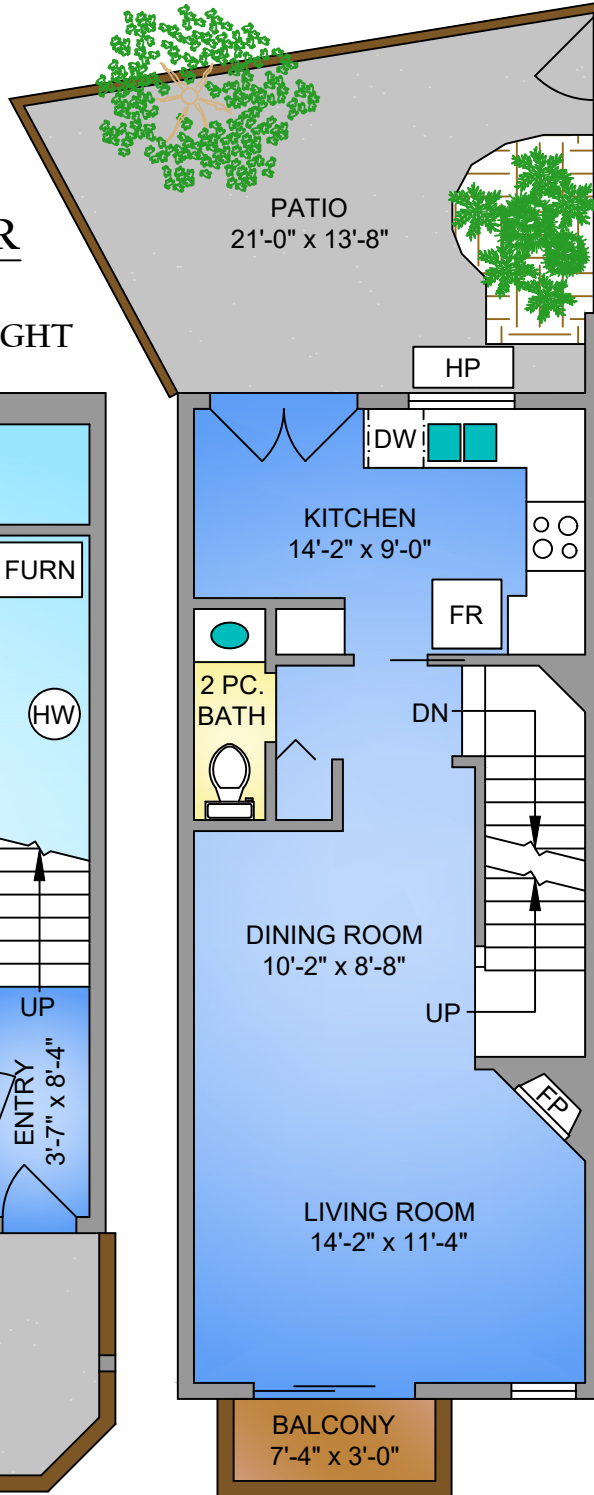 R
GHT
PATIO
21'-0" x 13'-8"
HP
DW
KITCHEN
14'-2" x 9'-0"
FR
FURN
HW
2 PC.
BATH
DN
DINING ROOM
10'-2" x 8'-8"
UP
UP
ENTRY
3'-7" x 8'-4"
FP
LIVING ROOM
14'-2" x 11'-4"
BALCONY
7'-4" x 3'-0"